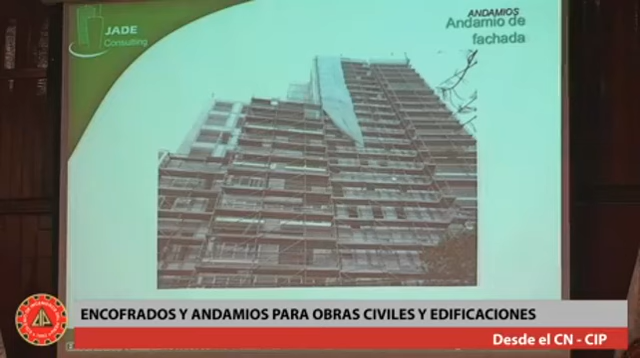 JADE
Consulting
ANDAMIOS
Andamio de
fachada
ENCOFRADOS Y ANDAMIOS PARA OBRAS CIVILES Y EDIFICACIONES
Desde el CN - CIP